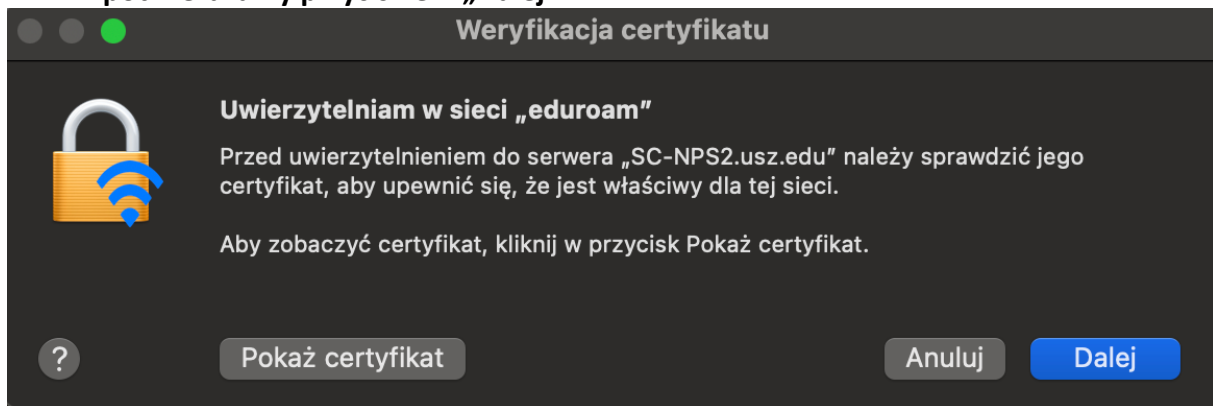 „
Weryfikacja certyfikatu
Uwierzytelniam w sieci „eduroam”
Przed uwierzytelnieniem do serwera „SC-NPS2.usz.edu” należy sprawdzić jego
certyfikat, aby upewnić się, że jest właściwy dla tej sieci.
Aby zobaczyć certyfikat, kliknij w przycisk Pokaż certyfikat.
?
Pokaż certyfikat
Anuluj
Dalej